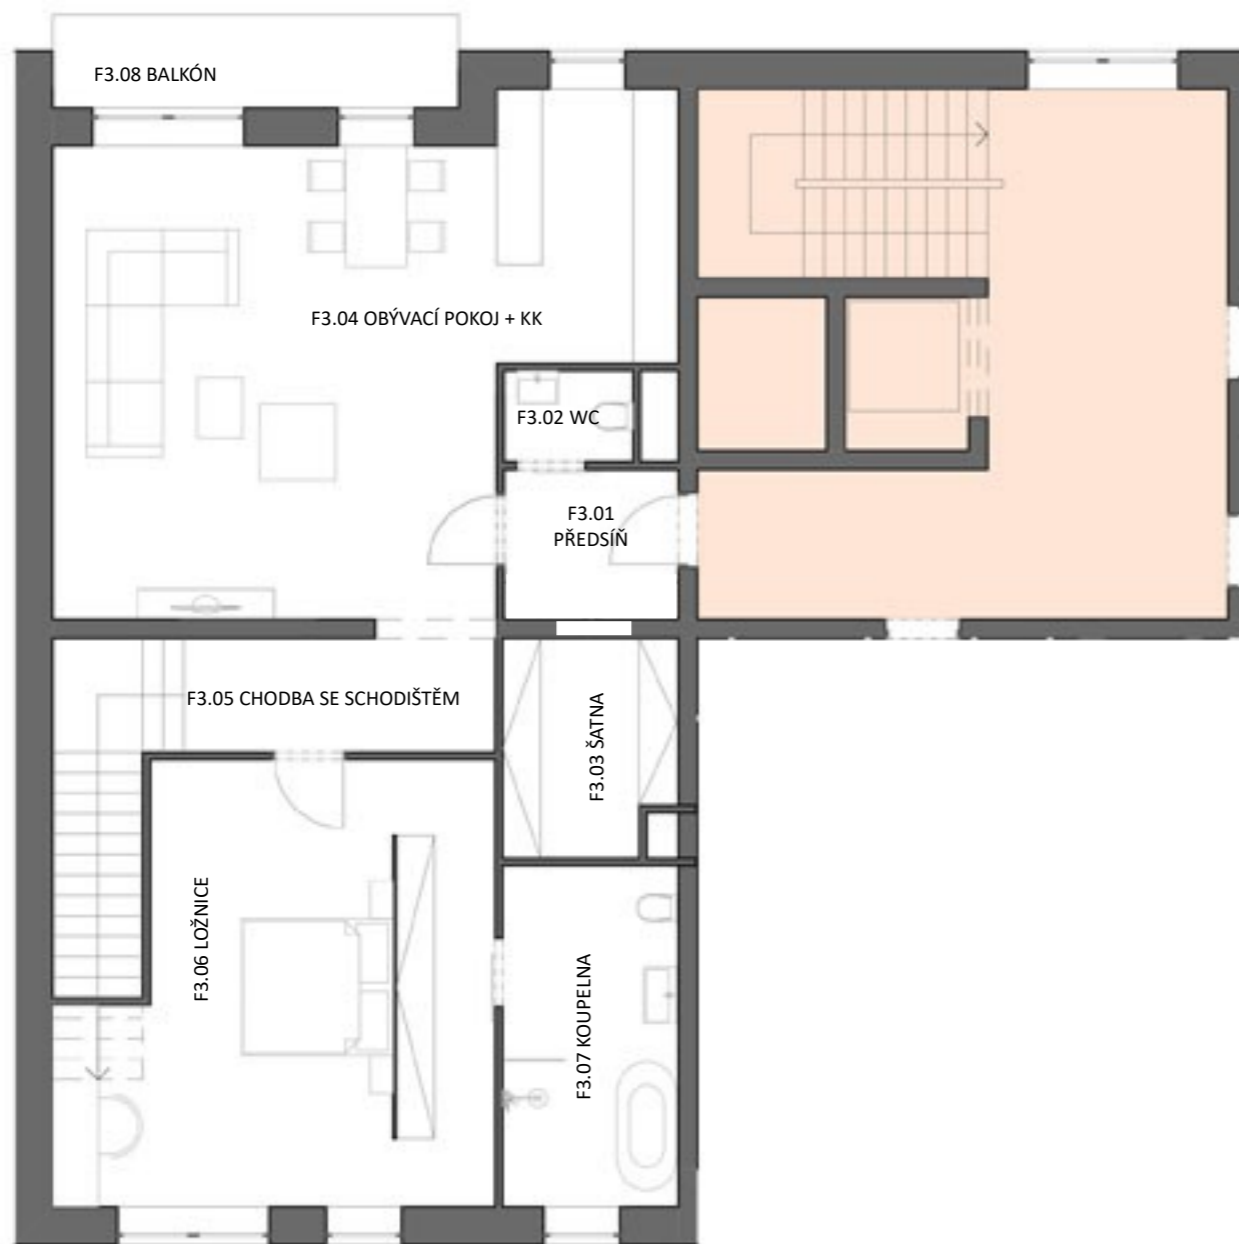 F3.08 BALKÓN
F3.04 OBÝVACÍ POKOJ + KK
F3.02 WC
F3.01
PŘEDSÍŇ
F3.05 CHODBA SE SCHODIŠTĚM
F3.03 ŠATNA
F3.06 LOŽNICE
F3.07 KOUPELNA